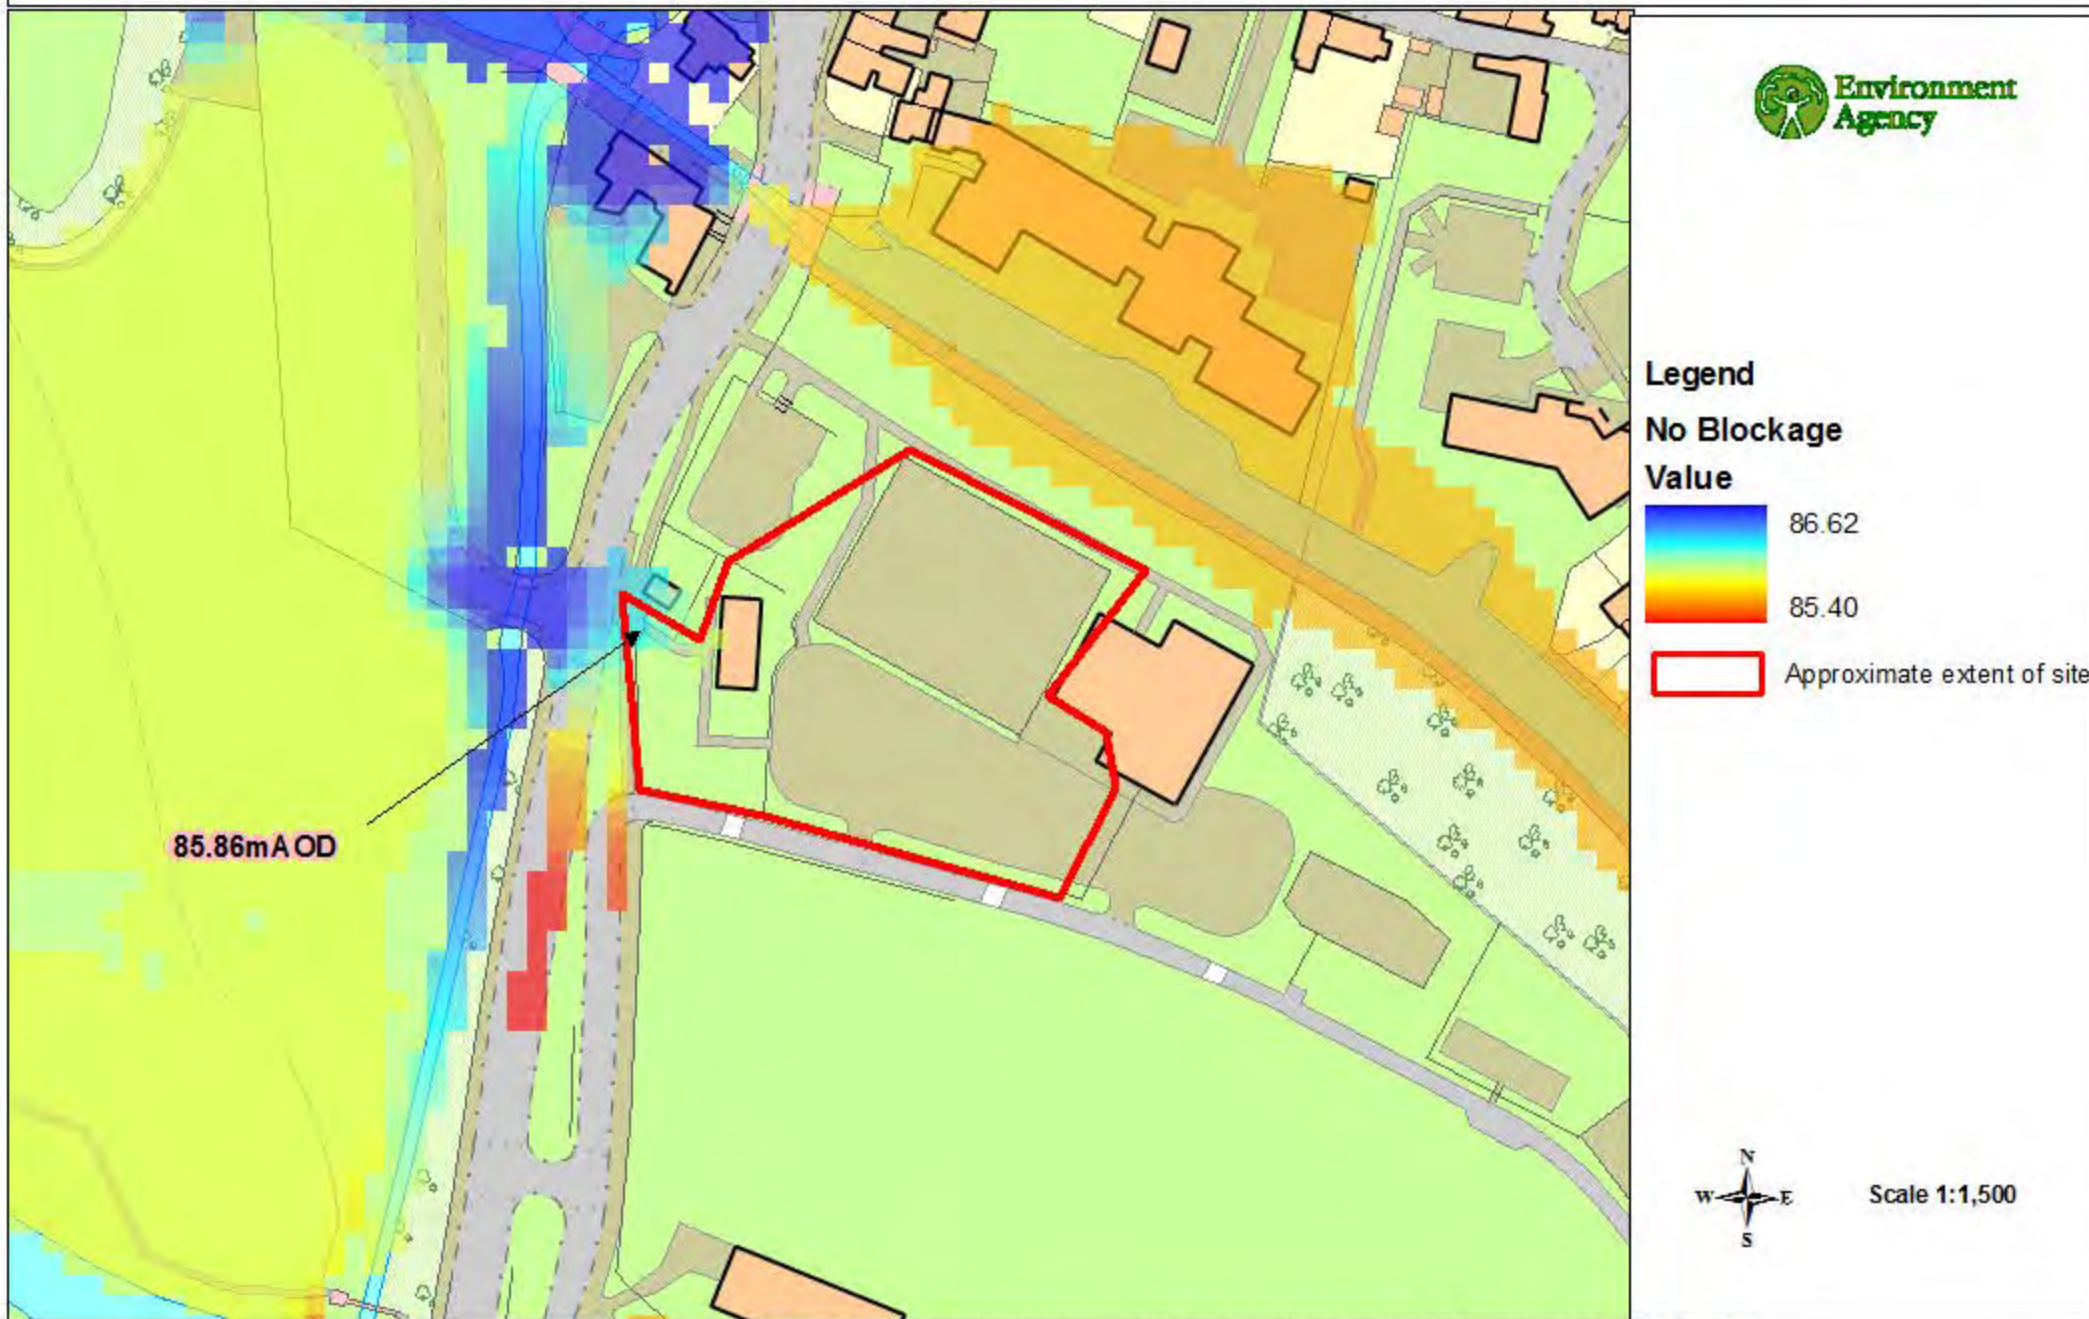 Environment
Agency
Legend
No Blockage
Value
86.62
85.40
Approximate extent of site
85.86mAOD
N
W
E
S
Scale 1:1,500